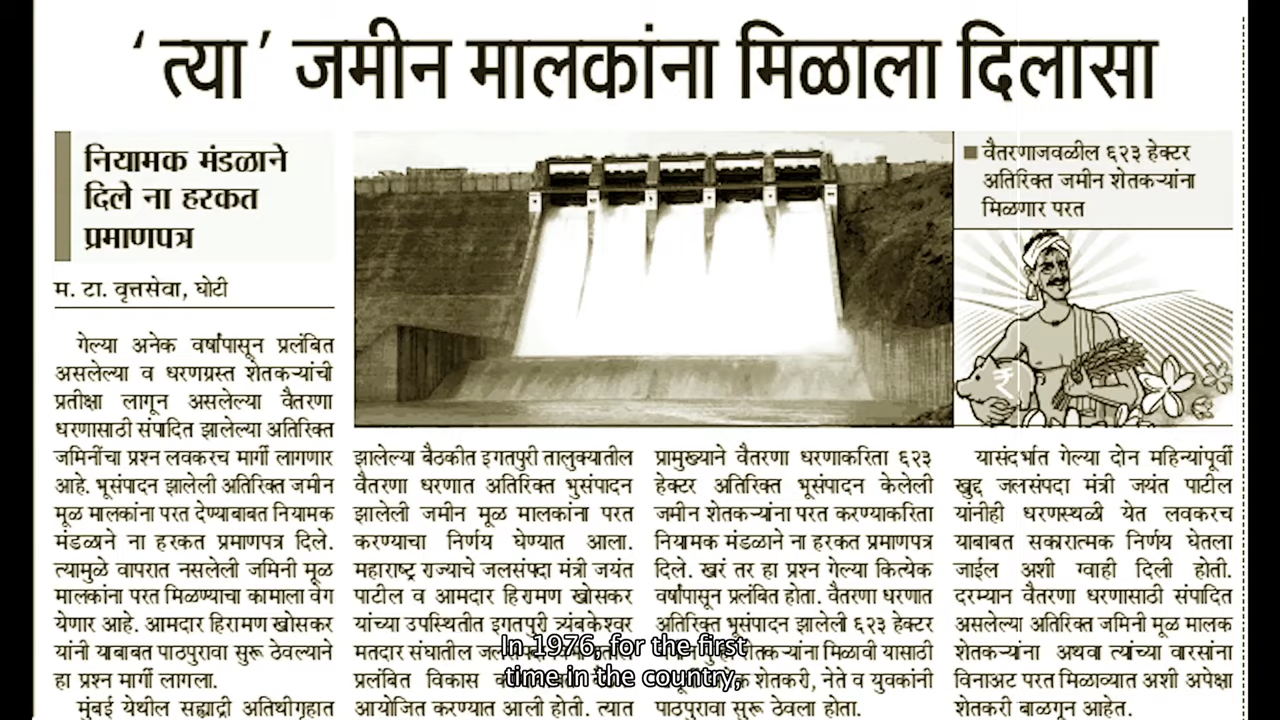 ‘ त्या’ जमीन मालकांना मिळाला दिलासा
नियामक मंडळाने
दिले ना हरकत
प्रमाणपत्र
म. टा. वृत्तसेवा, घोटी
गेल्या अनेक वर्षांपासून प्रलंबित
असलेल्या व धरणग्रस्त शेतकऱ्यांची
प्रतीक्षा लागून असलेल्या वैतरणा
धरणासाठी संपादित झालेल्या अतिरिक्त
जमिनींचा प्रश्न लवकरच मार्गी लागणार
आहे. भूसंपादन झालेली अतिरिक्त जमीन
मूळ मालकांना परत देण्याबाबत नियामक
मंडळाने ना हरकत प्रमाणपत्र दिले.
त्यामुळे वापरात नसलेली जमिनी मूळ
मालकांना परत मिळण्याचा कामाला वेग
येणार आहे. आमदार हिरामण खोसकर
यांनी याबाबत पाठपुरावा सुरू ठेवल्याने
हा प्रश्न मार्गी लागला.
मुंबई येथील सह्याद्री अतिथीगृहात
झालेल्या बैठकीत इगतपुरी तालुक्यातील
वैतरणा धरणात अतिरिक्त भुसंपादन
झालेली जमीन मूळ मालकांना परत
करण्याचा निर्णय घेण्यात आला.
महाराष्ट्र राज्याचे जलसंपदा मंत्री जयंत
पाटील व आमदार हिरामण खोसकर
यांच्या उपस्थितीत इगतपुरी त्र्यंबकेश्वर
मतदार संघातील
प्रलंबित विकास
आयोजित करण्यात आली होती. त्यात
प्रामुख्याने वैतरणा धरणाकरिता ६२३
हेक्टर अतिरिक्त भूसंपादन केलेली
जमीन शेतकऱ्यांना परत करण्याकरिता
नियामक मंडळाने ना हरकत प्रमाणपत्र
दिले. खरं तर हा प्रश्न गेल्या कित्येक
वर्षांपासून प्रलंबित होता. वैतरणा धरणात
अतिरिक्त भूसंपादन झालेली ६२३ हेक्टर
शेतकऱ्यांना मिळावी यासाठी
शेतकरी, नेते व युवकांनी
पाठपुरावा सुरू ठेवला होता.
■ वैतरणाजवळील ६२३ हेक्टर
अतिरिक्त जमीन शेतकऱ्यांना
मिळणार परत
₹
यासंदर्भात गेल्या दोन महिन्यांपूर्वी
खुद्द जलसंपदा मंत्री जयंत पाटील
यांनीही धरणस्थळी येत लवकरच
याबाबत सकारात्मक निर्णय घेतला
जाईल अशी ग्वाही दिली होती.
दरम्यान वैतरणा धरणासाठी संपादित
असलेल्या अतिरिक्त जमिनी मूळ मालक
शेतकऱ्यांना अथवा त्यांच्या वारसांना
विनाअट परत मिळाव्यात अशी अपेक्षा
शेतकरी बाळगून आहेत.
In 1976, for the first
time in the country,